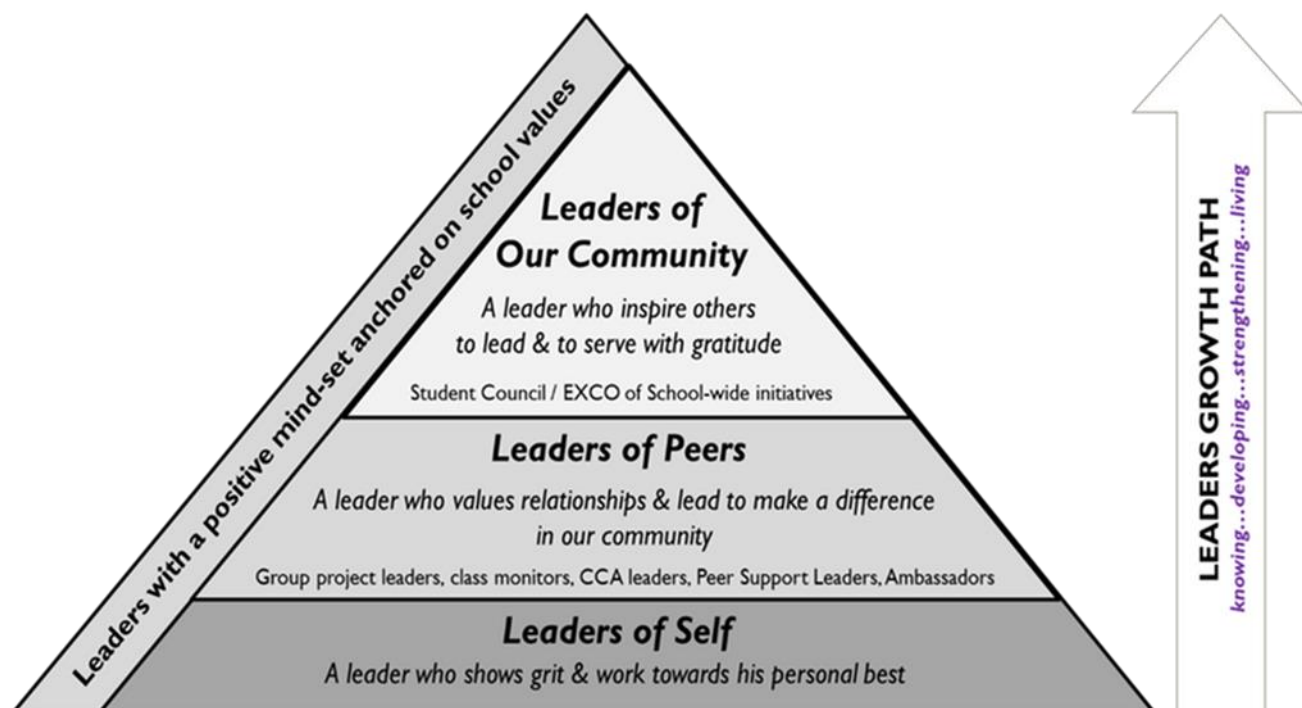 Leaders with a positive mind-set anchored on school values
Leaders of
Our Community
A leader who inspire others
to lead & to serve with gratitude
Student Council / EXCO of School-wide initiatives
Leaders of Peers
A leader who values relationships & lead to make a difference
in our community
Group project leaders, class monitors, CCA leaders, Peer Support Leaders, Ambassadors
Leaders of Self
A leader who shows grit & work towards his personal best
LEADERS GROWTH PATH
knowing...developing...strengthening...living